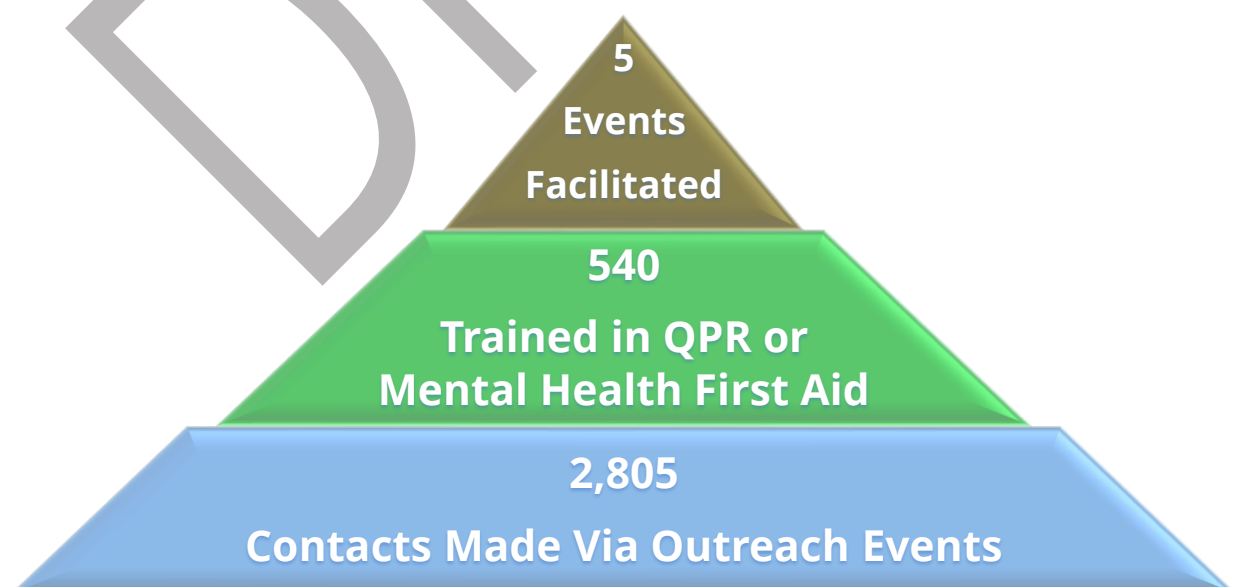 5
Events
Facilitated
540
Trained in QPR or
Mental Health First Aid
2,805
Contacts Made Via Outreach Events